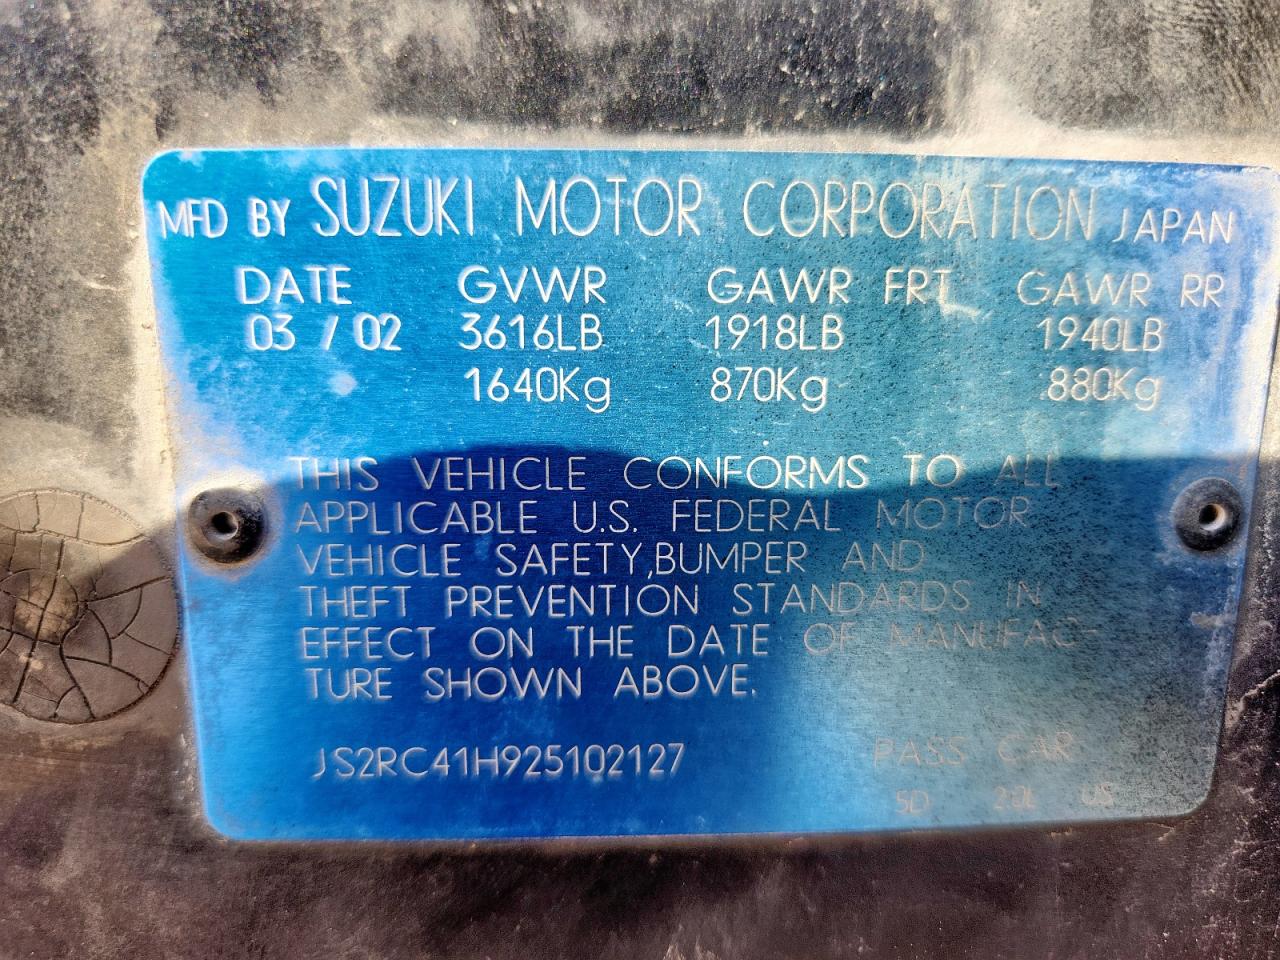 MFD BY SUZUKI MOTOR CORPORATION JAPAN
DATE GVWR GAWR FRT GAWR RR
03 / 02 3616LB 1918LB 1940LB
1640Kg 870Kg 880Kg
THIS VEHICLE CONFORMS TO ALL
APPLICABLE U.S. FEDERAL MOTOR
VEHICLE SAFETY,BUMPER AND
THEFT PREVENTION STANDARDS IN
EFFECT ON THE DATE OF MANUFAC-
TURE SHOWN ABOVE.
JS2RC41H925102127 PASS CAR
5D 2.0L US